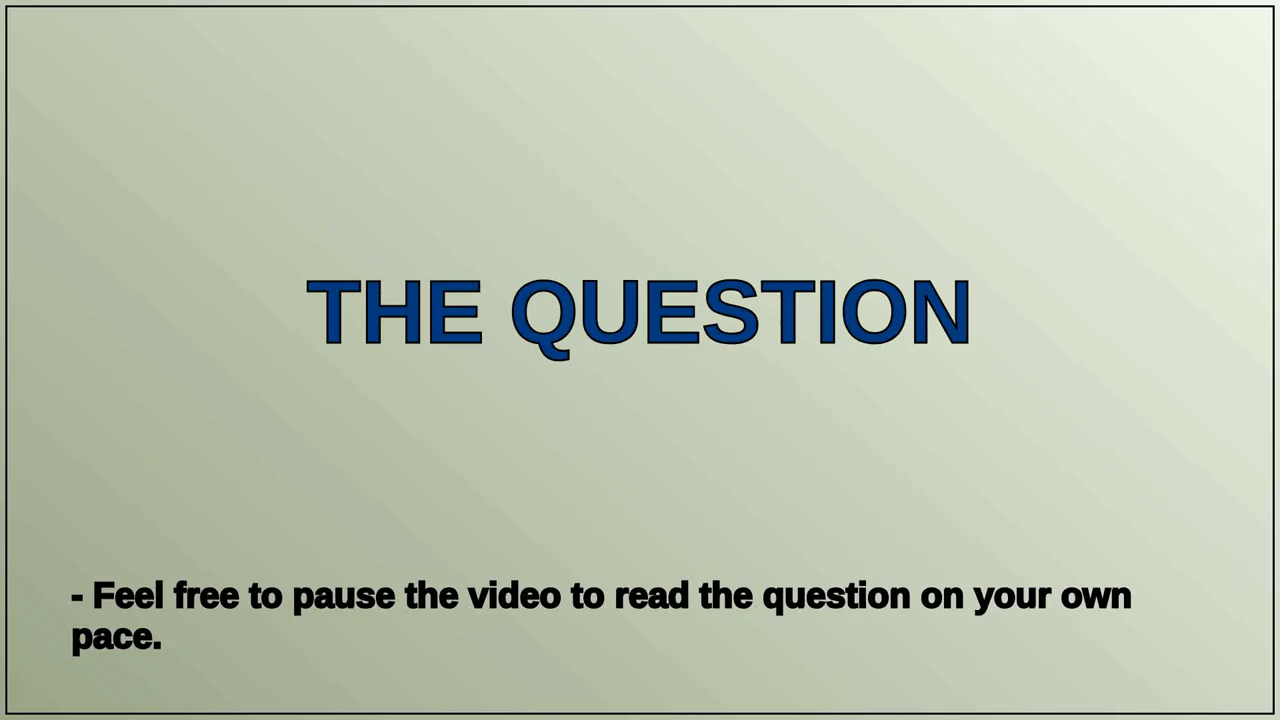 THE QUESTION
- Feel free to pause the video to read the question on your own
pace.